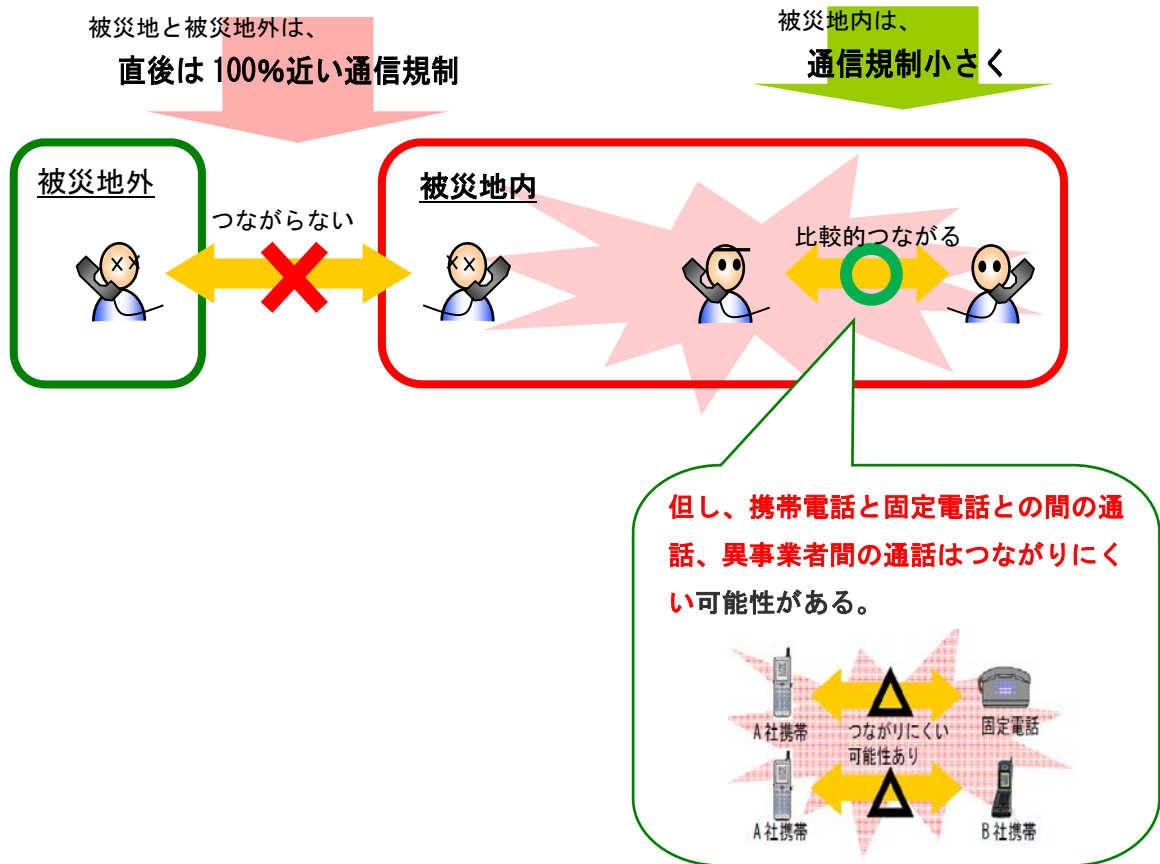 被災地と被災地外は、
直後は100%近い通信規制
被災地内は、
通信規制小さく
被災地外
つながらない
被災地内
比較的つながる
但し、携帯電話と固定電話との間の通
話、異事業者間の通話はつながりにく
い可能性がある。
A社携帯
つながりにくい
可能性あり
固定電話
A社携帯
B社携帯